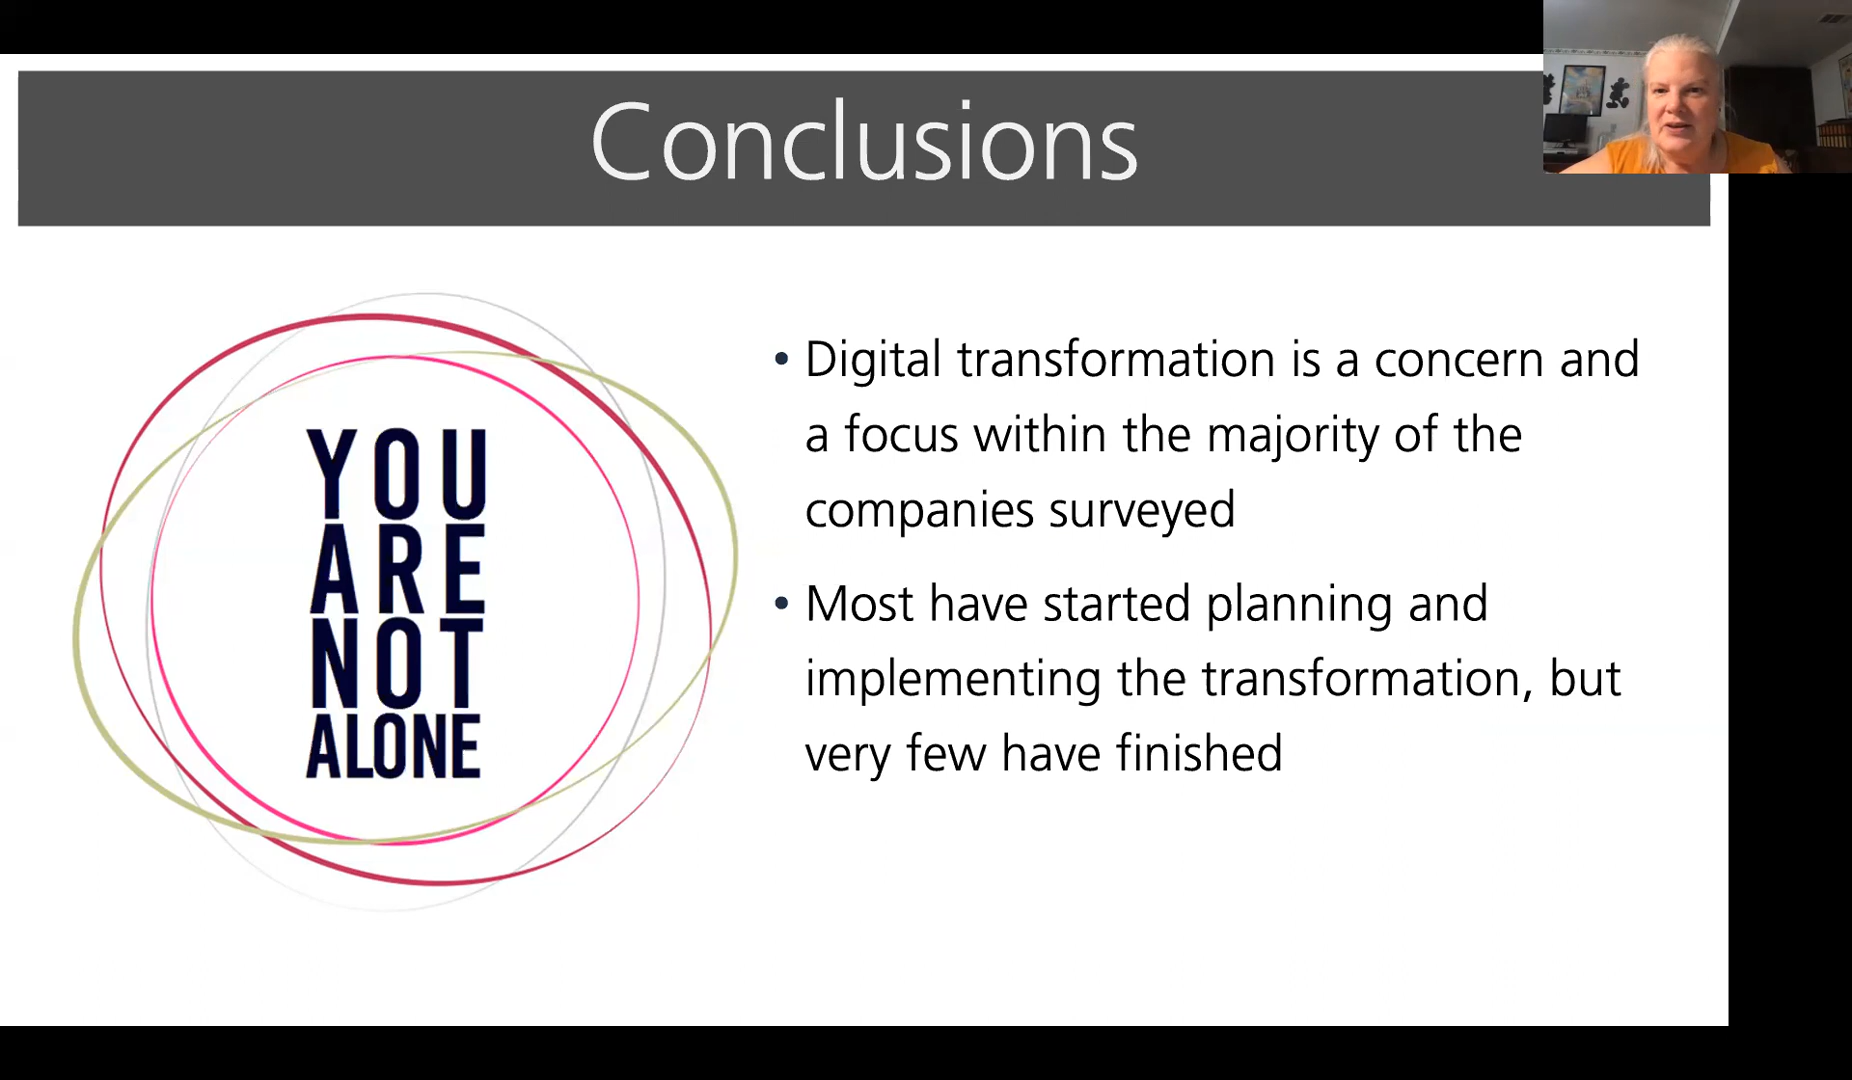 Conclusions
YOU
ARE
NOT
ALONE
• Digital transformation is a concern and
a focus within the majority of the
companies surveyed
• Most have started planning and
implementing the transformation, but
very few have finished